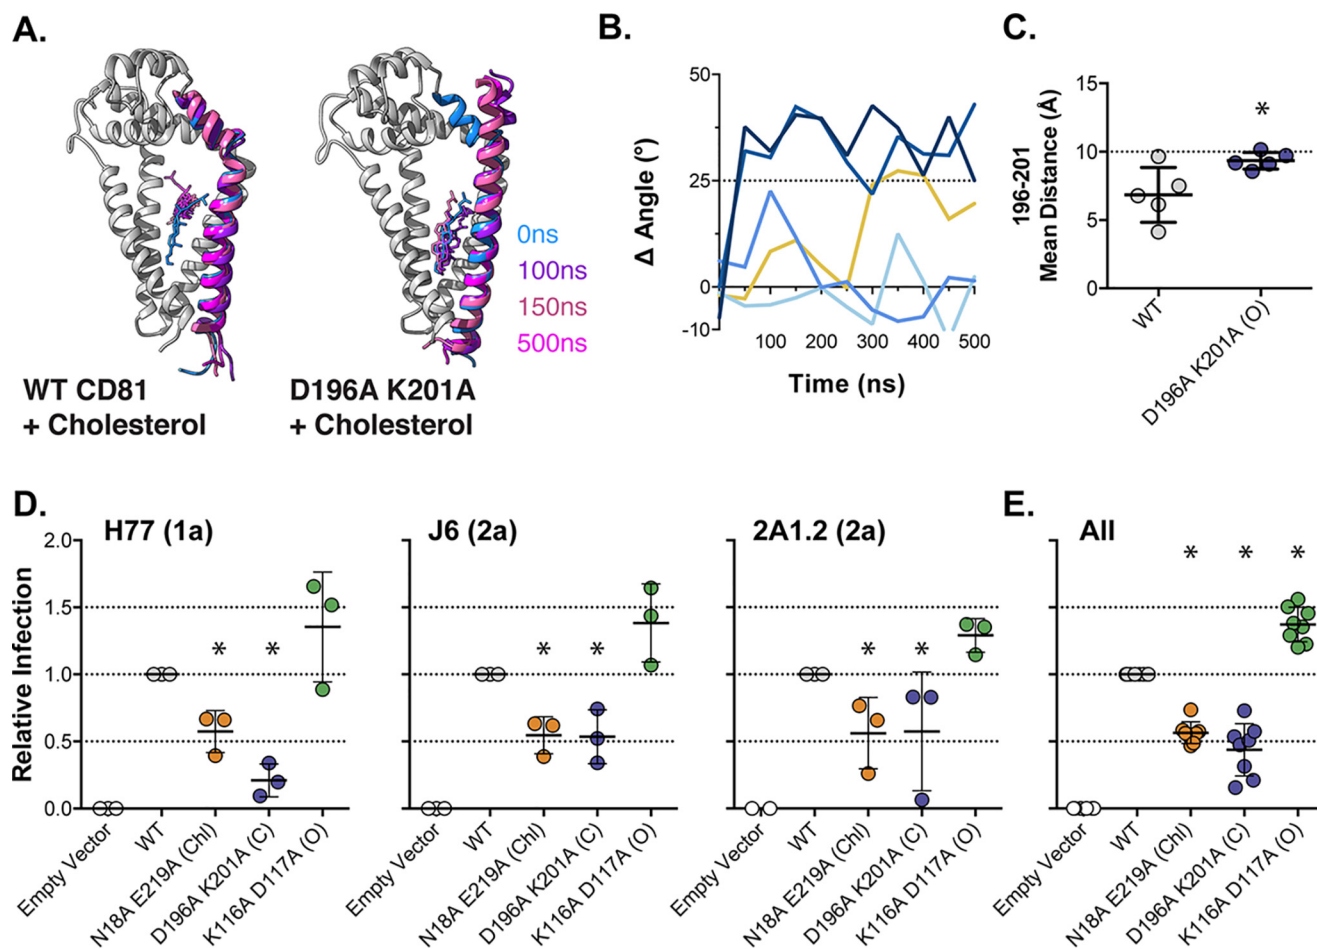 A.
0ns
100ns
150ns
500ns
WT CD81
+ Cholesterol
D196A K201A
+ Cholesterol
B.
Δ Angle (°)
50
25
0
-10
100
200
300
400
500
Time (ns)
C.
196-201
Mean Distance (Å)
15
10
5
0
*
WT
D196A K201A (O)
D.
H77 (1a)
Relative Infection
2.0
1.5
1.0
0.5
0.0
* *
Empty Vector
WT
N18A E219A (Chl)
D196A K201A (C)
K116A D117A (O)
J6 (2a)
* *
Empty Vector
WT
N18A E219A (Chl)
D196A K201A (C)
K116A D117A (O)
2A1.2 (2a)
* *
Empty Vector
WT
N18A E219A (Chl)
D196A K201A (C)
K116A D117A (O)
E.
All
* * *
Empty Vector
WT
N18A E219A (Chl)
D196A K201A (C)
K116A D117A (O)